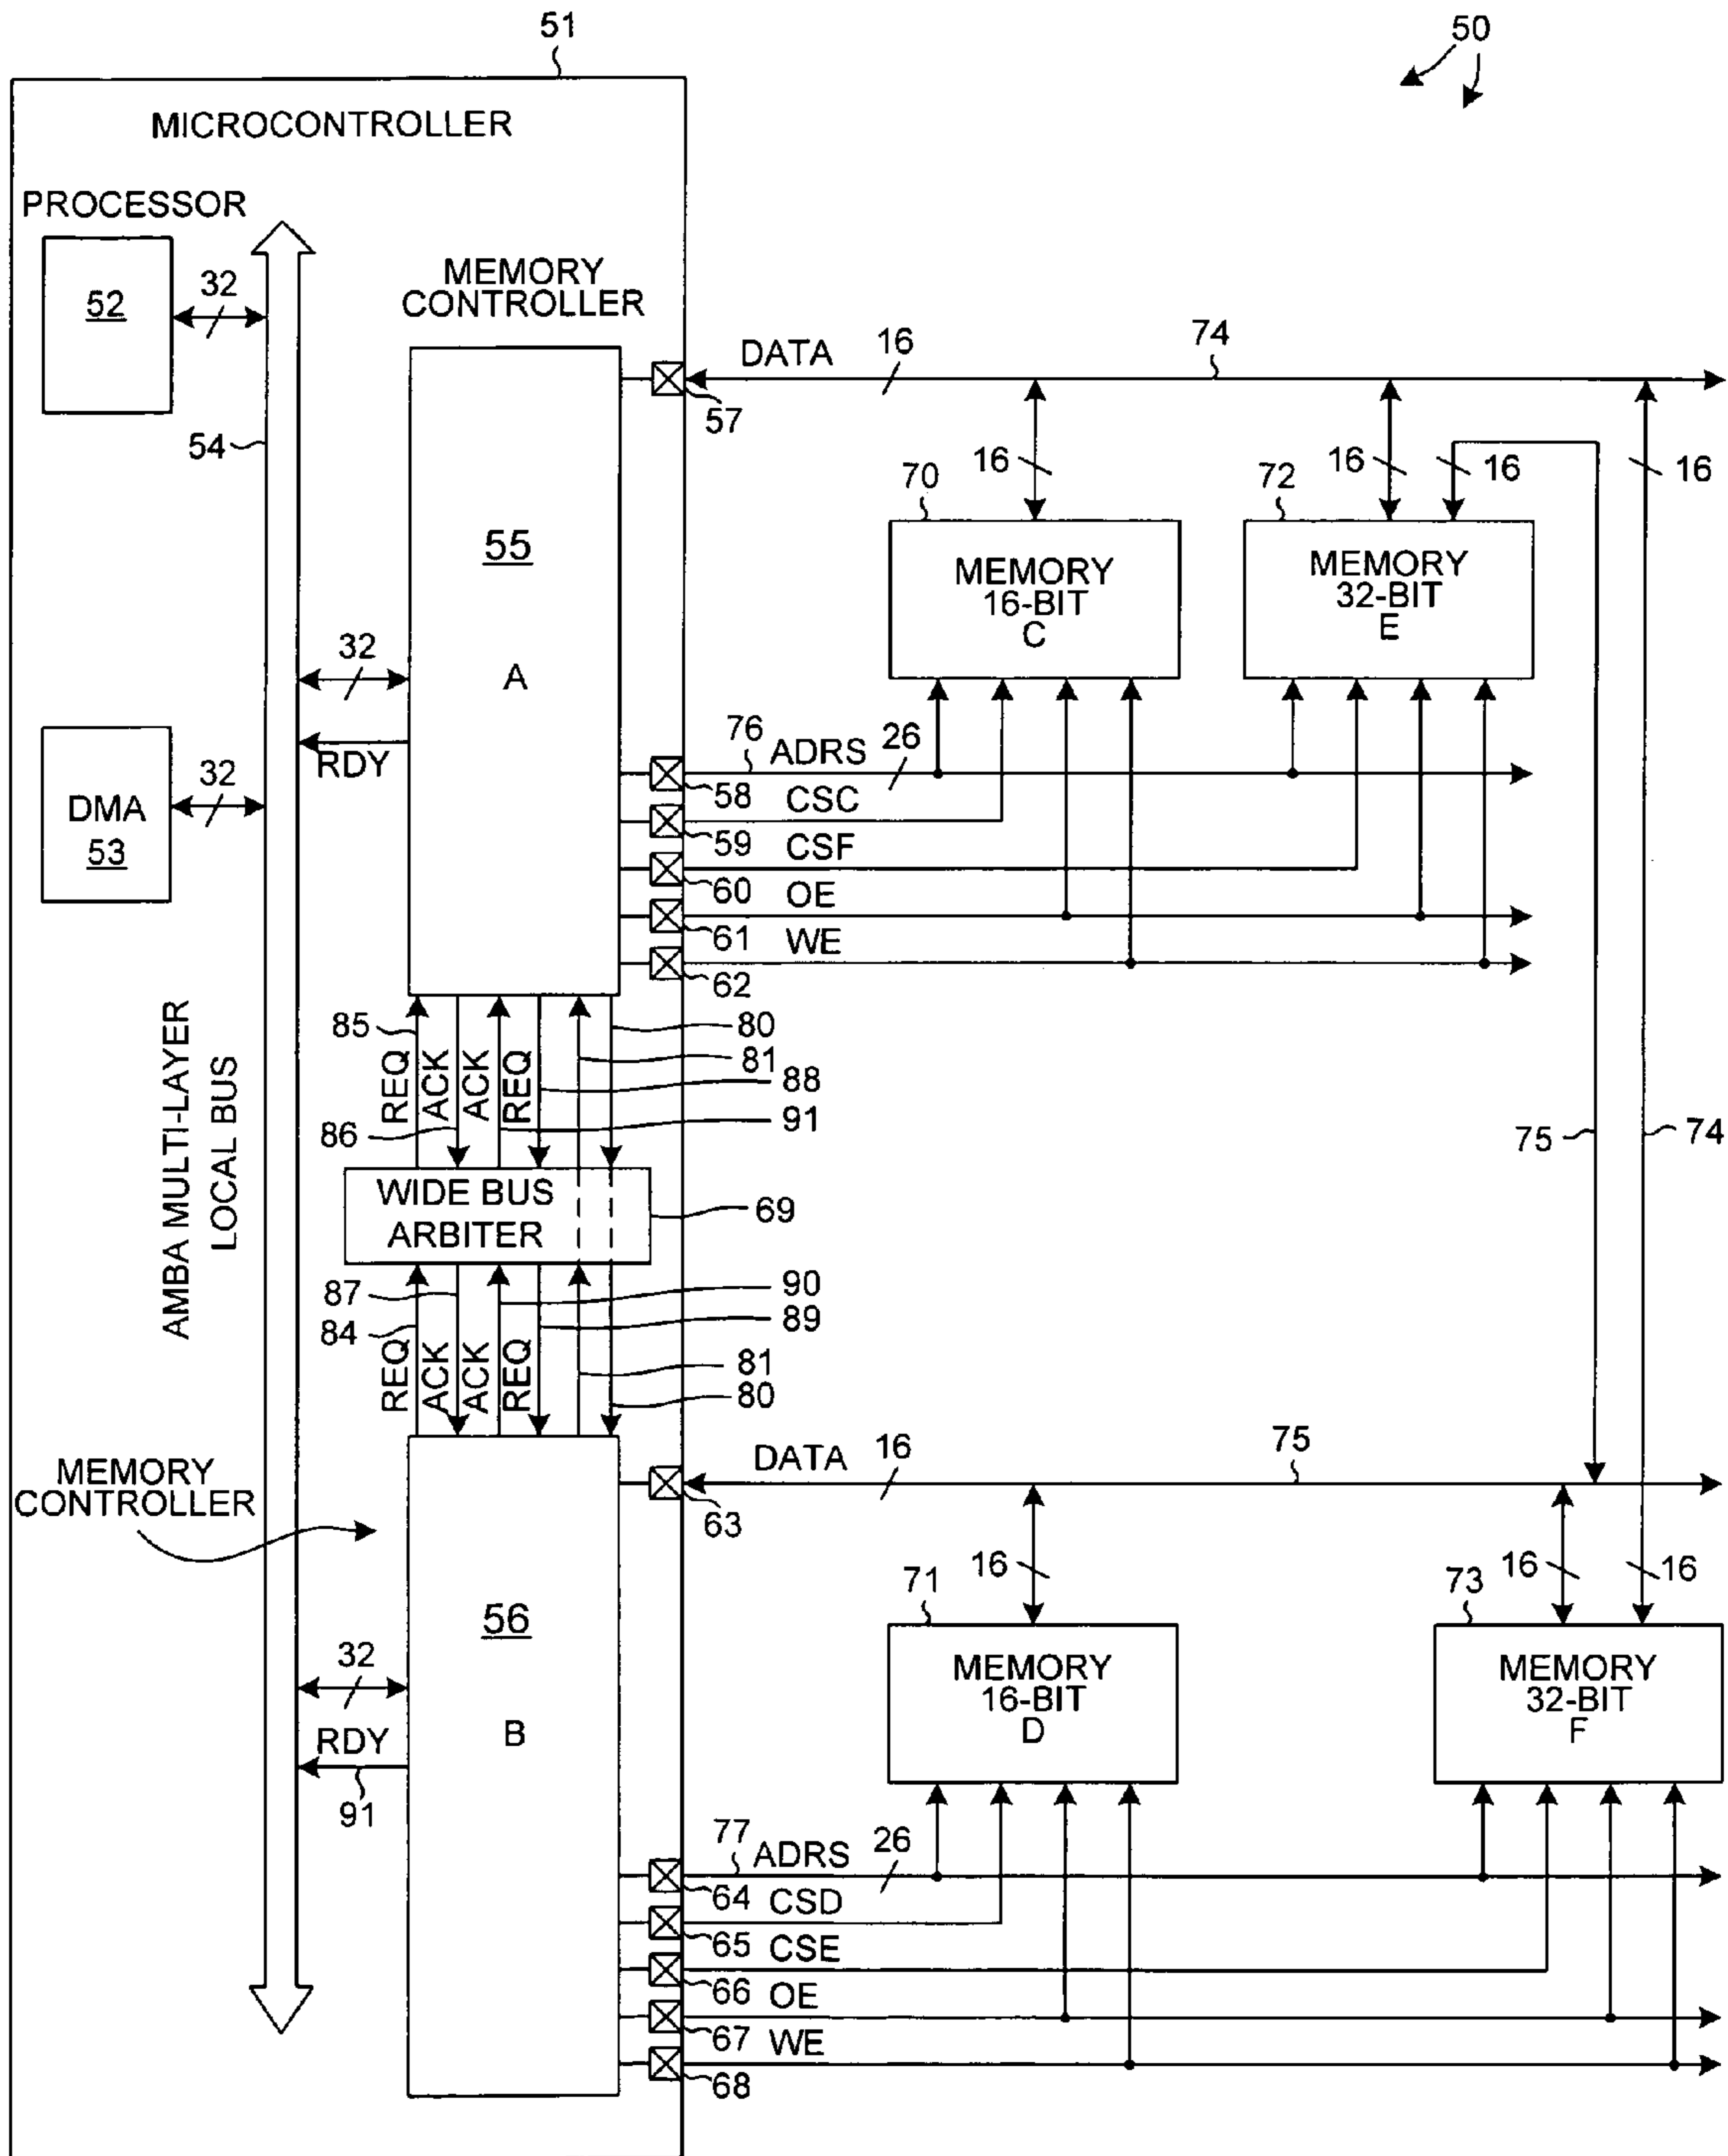 51
50
MICROCONTROLLER
PROCESSOR
52
32
MEMORY
CONTROLLER
DATA
16
74
57
54
16
16
16
16
70
72
55
MEMORY
16-BIT
C
MEMORY
32-BIT
E
32
A
RDY
76
ADRS
26
DMA
53
32
58
CSC
59
CSF
60
OE
61
WE
62
AMBA MULTI-LAYER
LOCAL BUS
85
REQ
ACK
ACK
REQ
80
81
88
86
91
75
74
WIDE BUS
ARBITER
69
87
90
84
89
REQ
ACK
ACK
REQ
81
80
MEMORY
CONTROLLER
DATA
16
75
63
16
16
16
71
73
56
MEMORY
16-BIT
D
MEMORY
32-BIT
F
32
B
RDY
91
77
ADRS
26
64
CSD
65
CSE
66
OE
67
WE
68